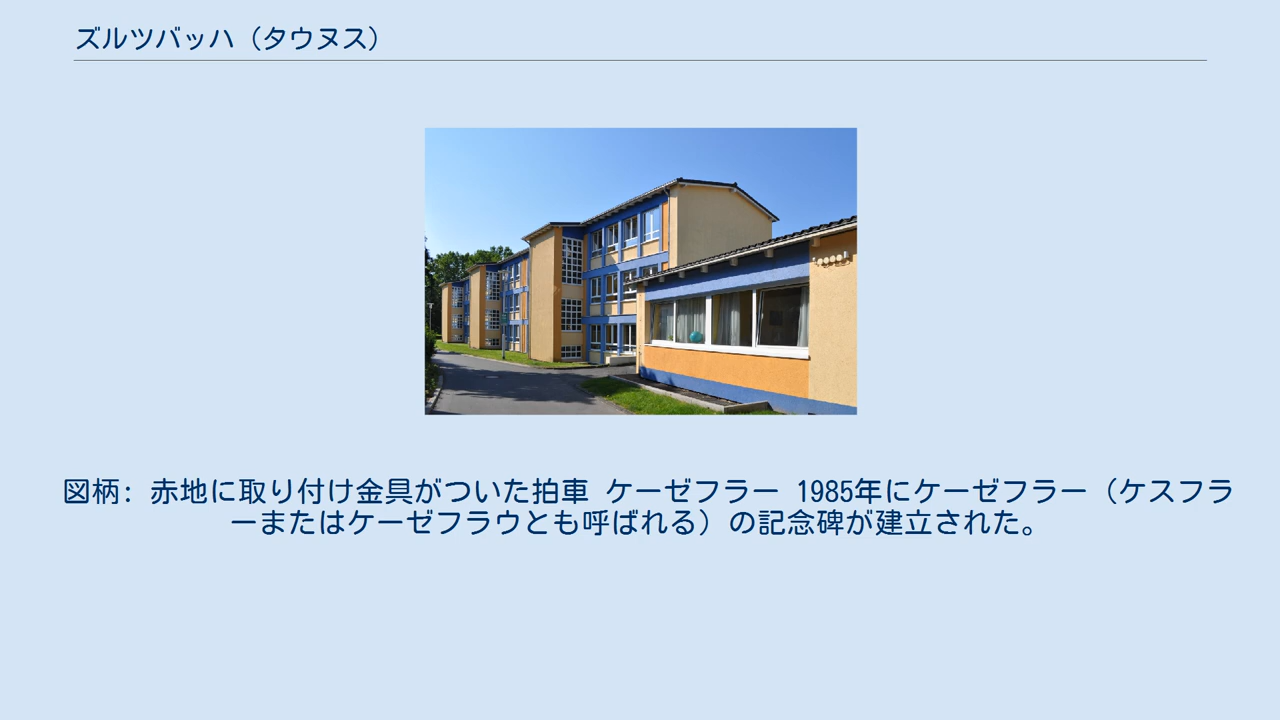 ズルツバッハ（タウヌス）
図柄: 赤地に取り付け金具がついた拍車 ケーゼフラー 1985年にケーゼフラー（ケスフラ
ーまたはケーゼフラウとも呼ばれる）の記念碑が建立された。